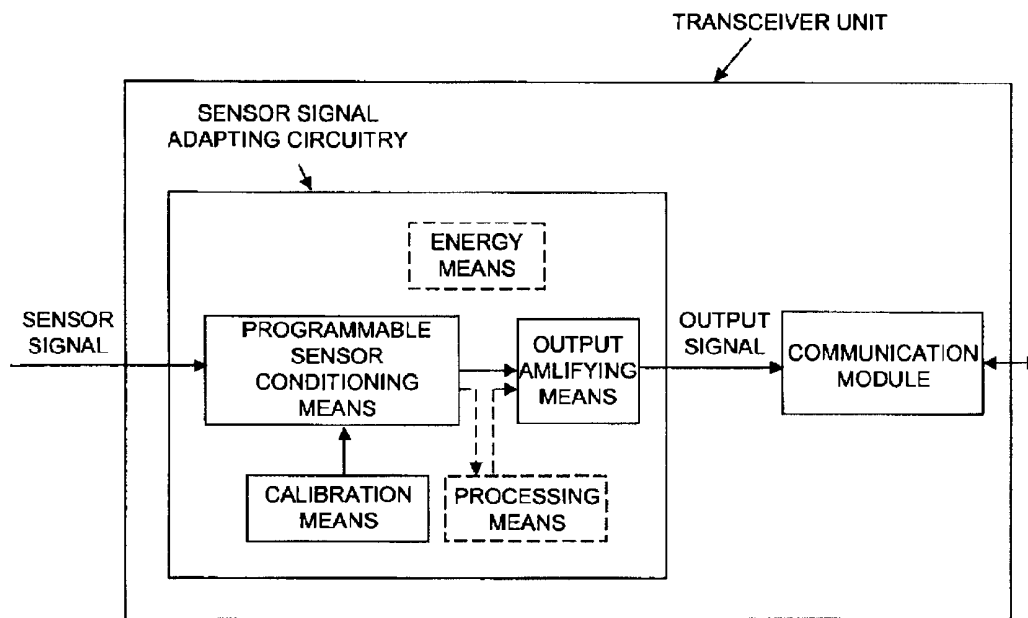 TRANSCEIVER UNIT
SENSOR SIGNAL
ADAPTING CIRCUITRY
ENERGY
MEANS
SENSOR
SIGNAL
PROGRAMMABLE
SENSOR
CONDITIONING
MEANS
OUTPUT
AMLIFYING
MEANS
OUTPUT
SIGNAL
COMMUNICATION
MODULE
CALIBRATION
MEANS
PROCESSING
MEANS